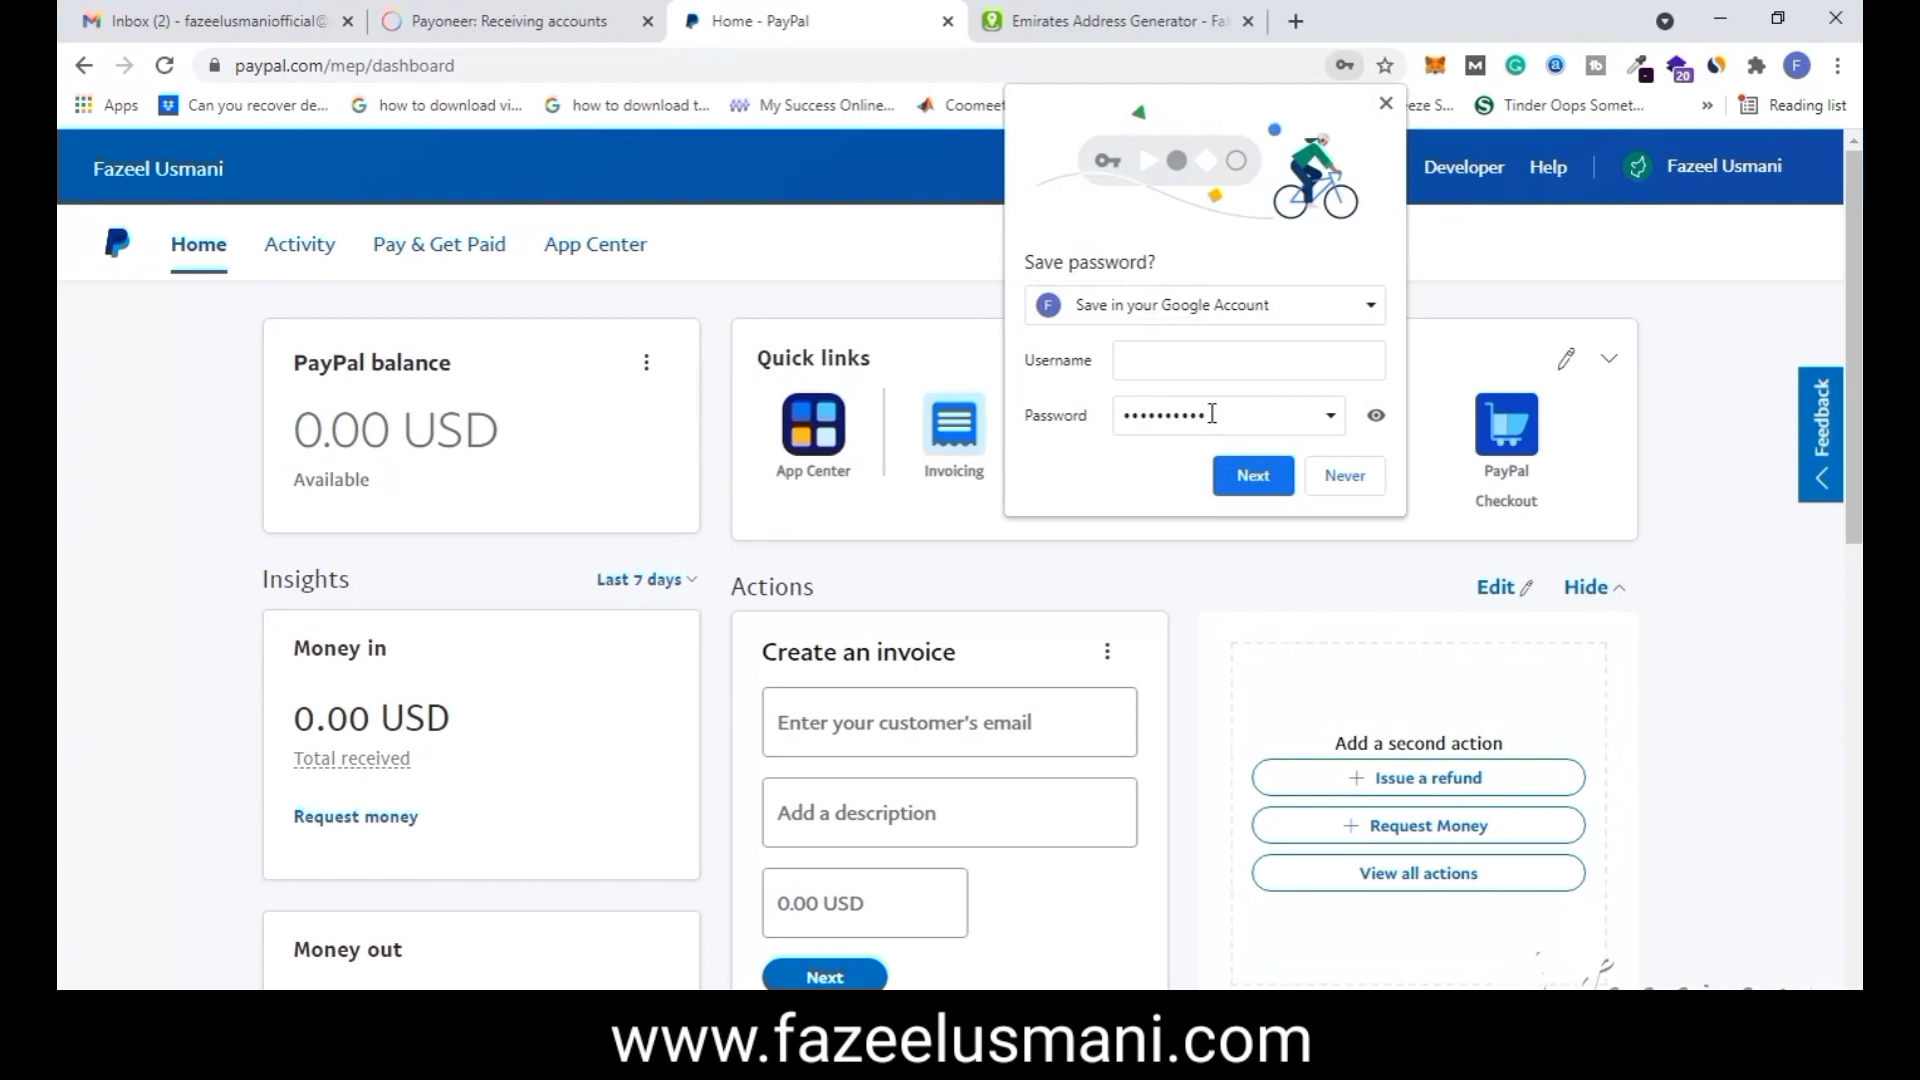 Inbox (2) - fazeelusmaniofficial@
Payoneer: Receiving accounts
Home - PayPal
Emirates Address Generator - Fa
paypal.com/mep/dashboard
20
F
Apps
Can you recover de...
how to download vi...
how to download t...
My Success Online...
Coomeet
eze S...
Tinder Oops Somet...
»
Reading list
Fazeel Usmani
Developer
Help
Fazeel Usmani
Home
Activity
Pay & Get Paid
App Center
Save password?
F
Save in your Google Account
Username
Password
Next
Never
PayPal balance
0.00 USD
Available
Quick links
App Center
Invoicing
PayPal
Checkout
Feedback
Insights
Last 7 days
Actions
Edit
Hide
Money in
0.00 USD
Total received
Request money
Create an invoice
Enter your customer's email
Add a description
0.00 USD
Next
Add a second action
Issue a refund
Request Money
View all actions
Money out
www.fazeelusmani.com